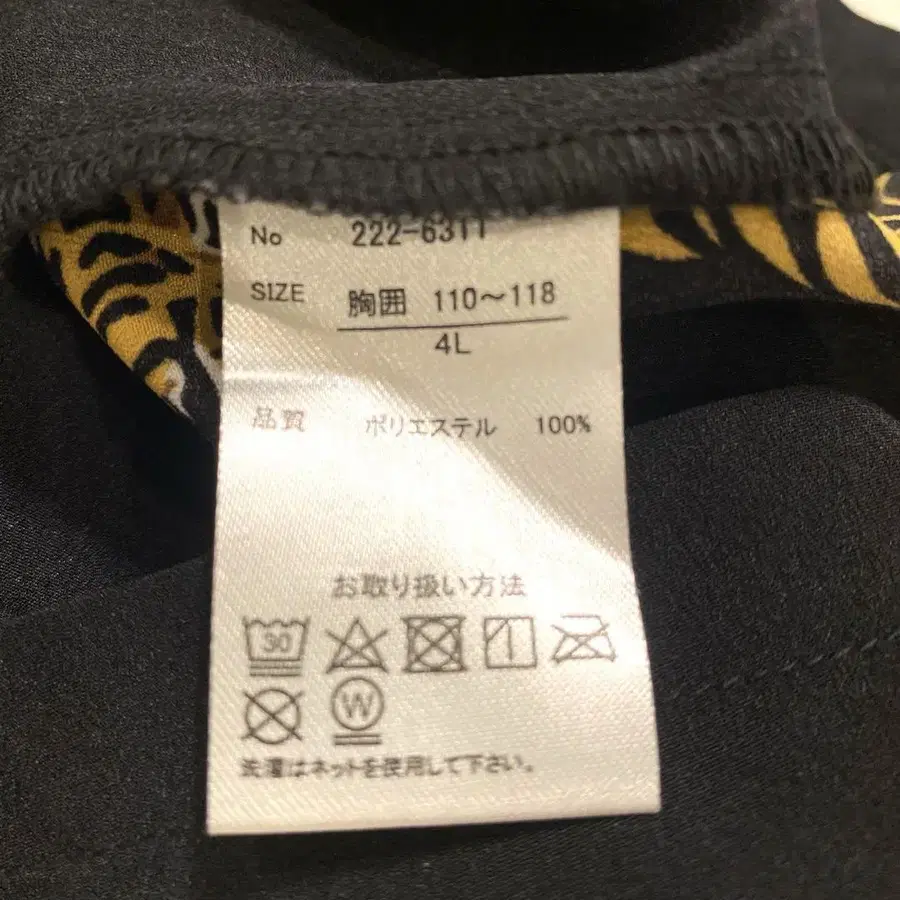 No 222-6311
SIZE 胸囲 110～118
4L
品質 ポリエステル 100%
お取り扱い方法
30
W
洗濯はネットを使用して下さい。